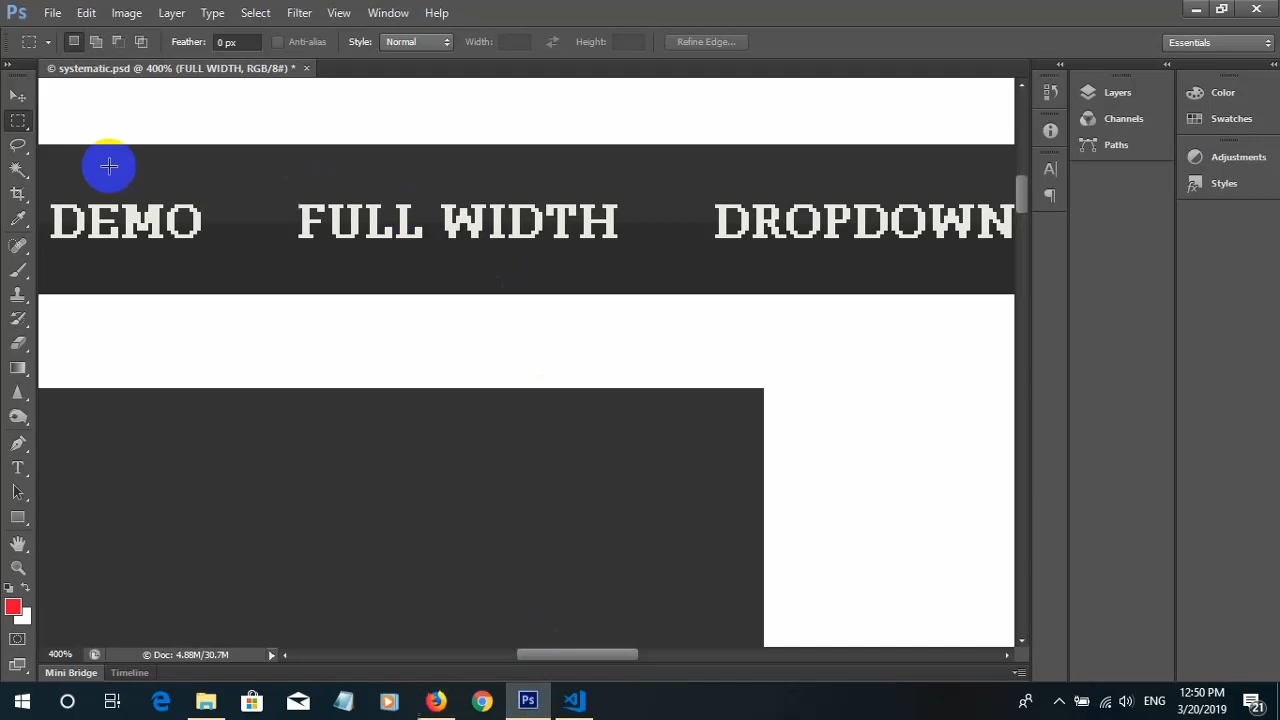 Ps File Edit Image Layer Type Select Filter View Window Help
Feather: 0 px Anti-alias Style: Normal Width: Height: Refine Edge... Essentials
© systematic.psd @ 400% (FULL WIDTH, RGB/8#) * ×
Layers
Channels
Paths
Color
Swatches
Adjustments
Styles
DEMO FULL WIDTH DROPDOWN
400% © Doc: 4.88M/30.7M
Mini Bridge Timeline
Ps ENG 12:50 PM
3/20/2019 21